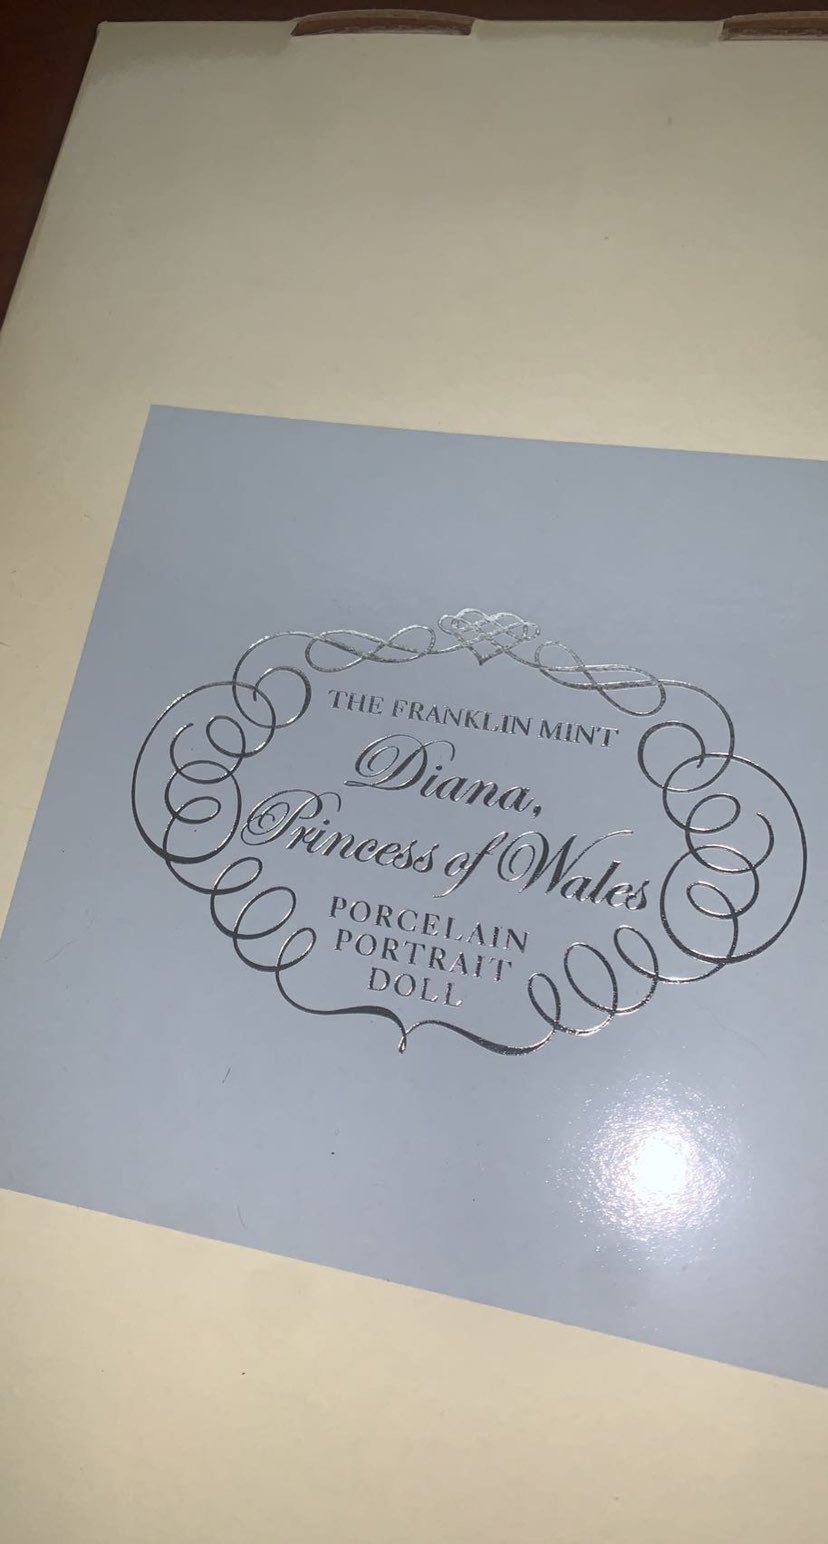 THE FRANKLIN MINT
Diana,
Princess of Wales
PORCELAIN
PORTRAIT
DOLL